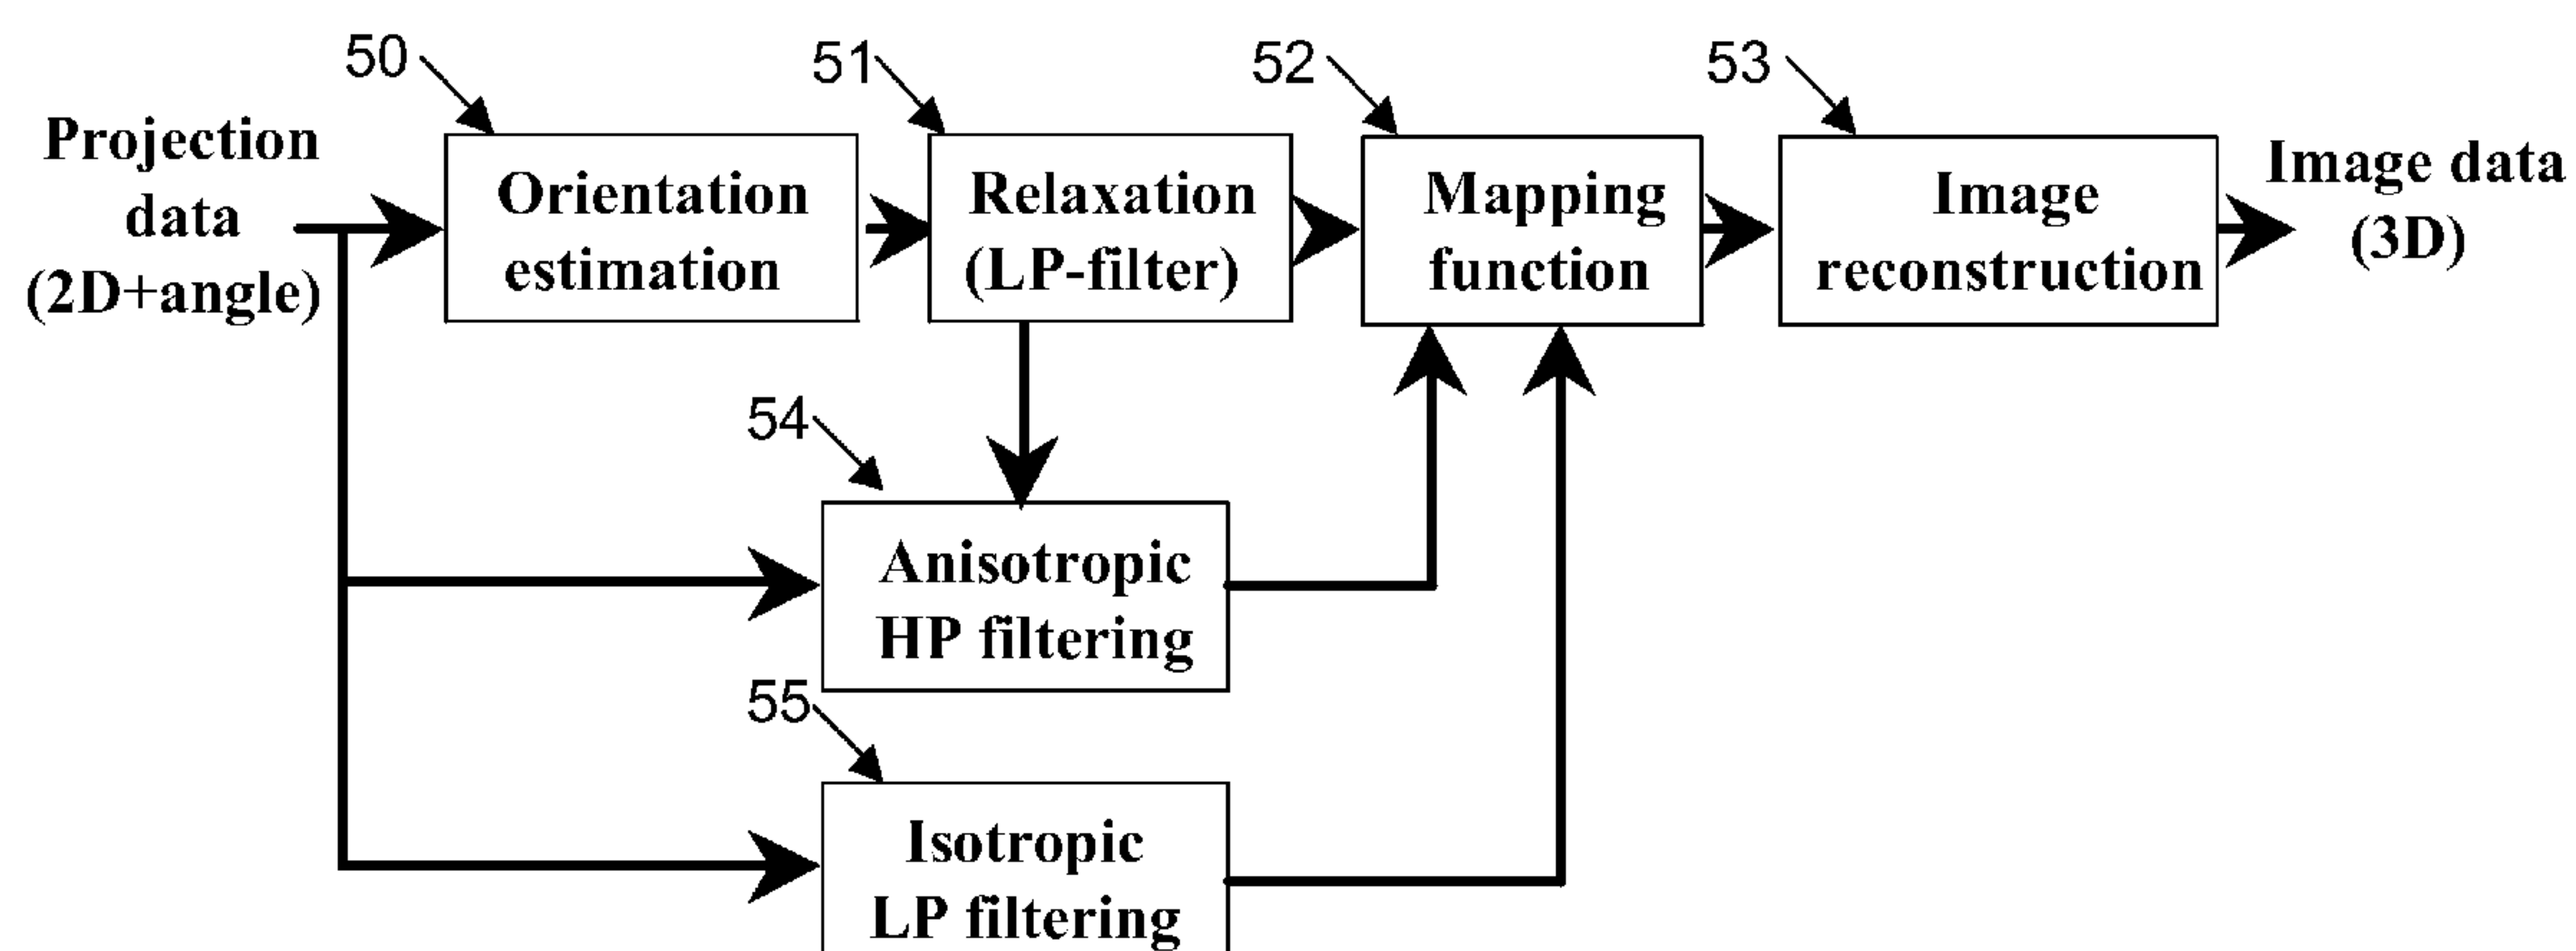 50
51
52
53
Projection
data
(2D+angle)
Orientation
estimation
Relaxation
(LP-filter)
Mapping
function
Image
reconstruction
Image data
(3D)
54
Anisotropic
HP filtering
55
Isotropic
LP filtering